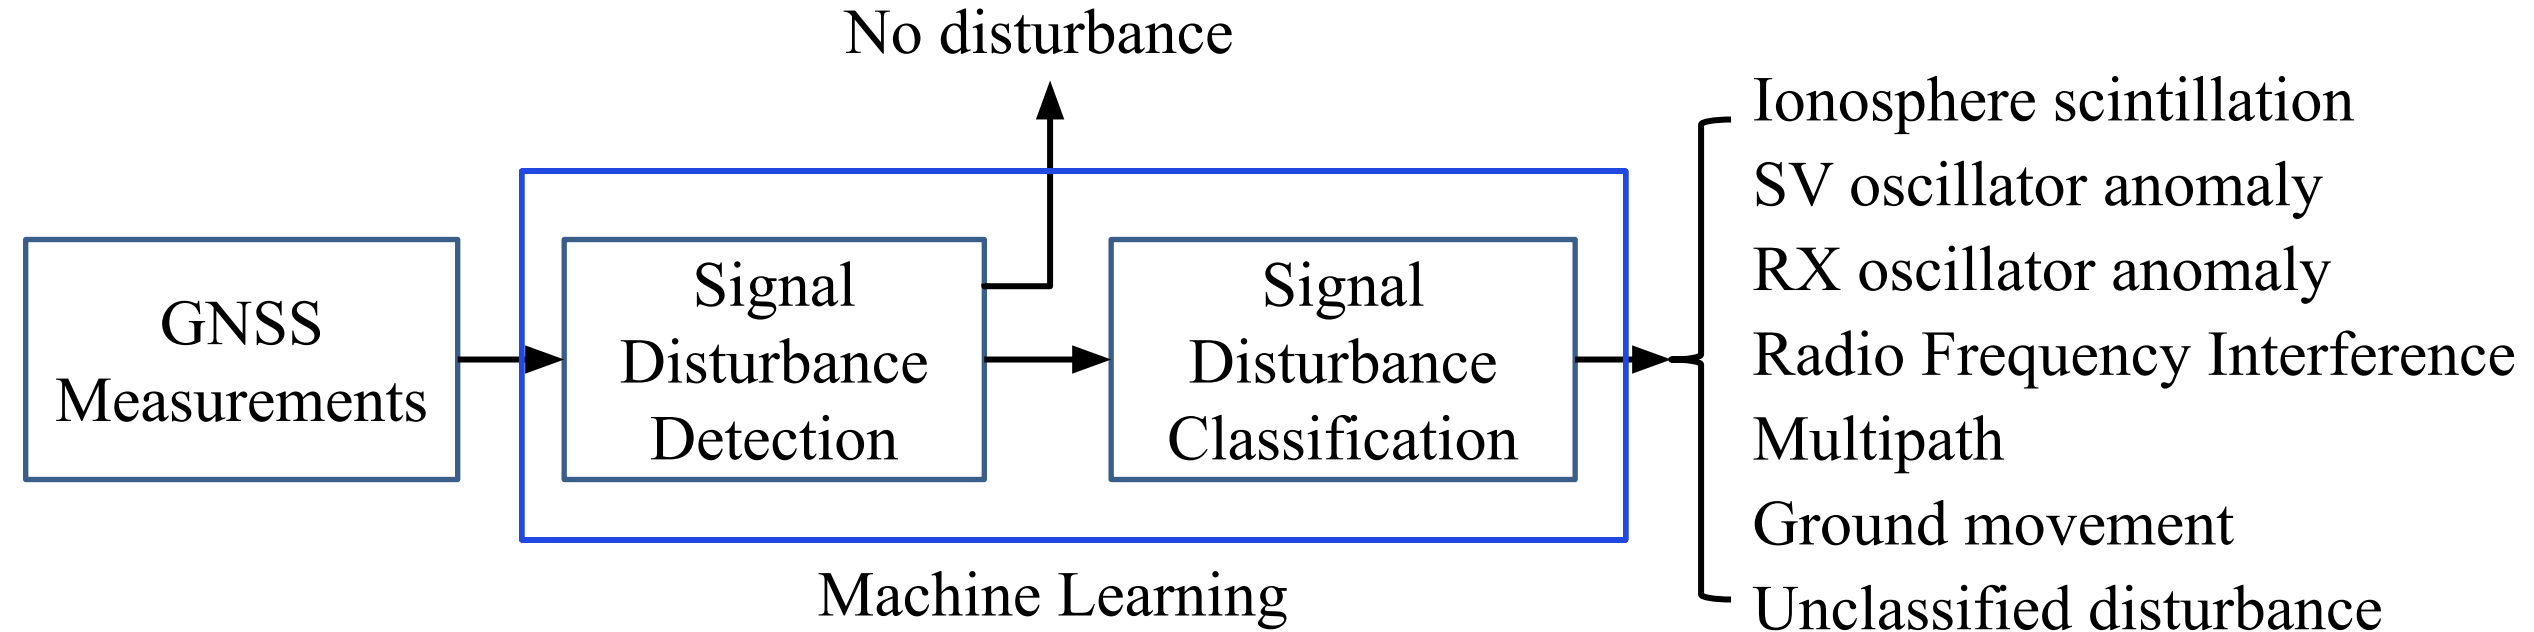 No disturbance
GNSS
Measurements
Signal
Disturbance
Detection
Signal
Disturbance
Classification
Machine Learning
Ionosphere scintillation
SV oscillator anomaly
RX oscillator anomaly
Radio Frequency Interference
Multipath
Ground movement
Unclassified disturbance